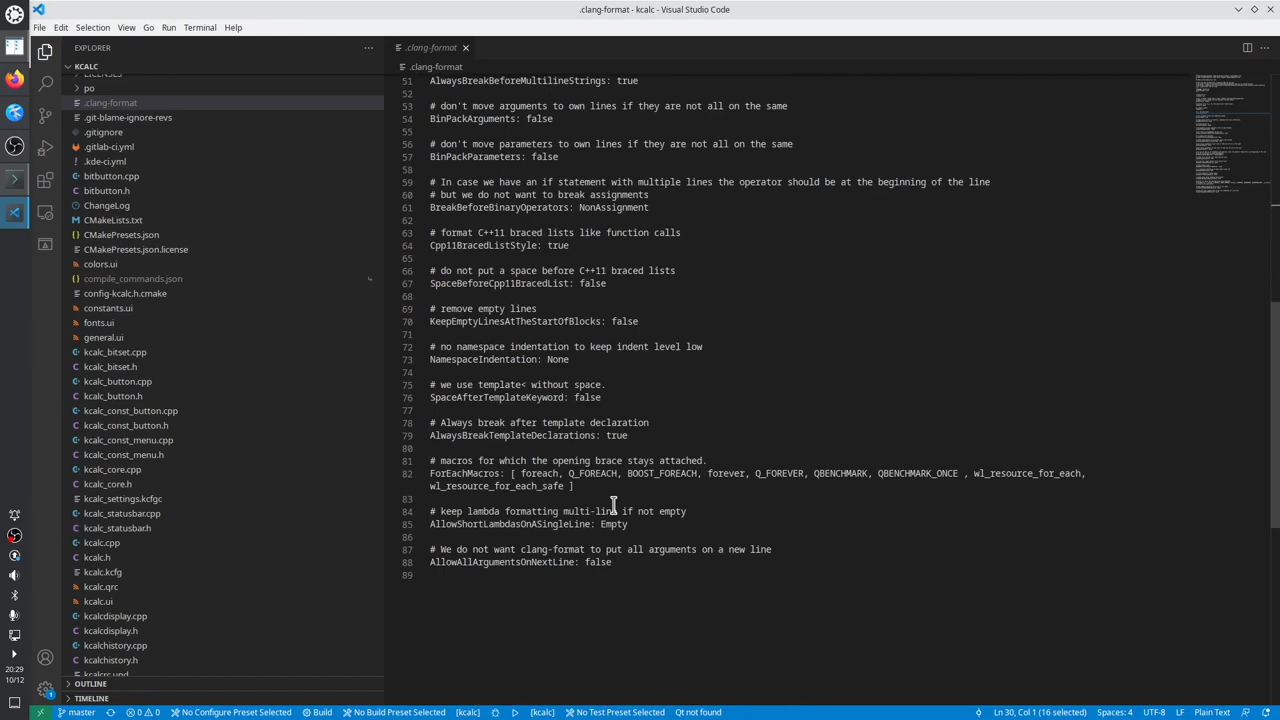 .clang-format - kcalc - Visual Studio Code
File Edit Selection View Go Run Terminal Help
EXPLORER
KCALC
LICENSES
po
.clang-format
.git-blame-ignore-revs
.gitignore
.gitlab-ci.yml
.kde-ci.yml
bitbutton.cpp
bitbutton.h
ChangeLog
CMakeLists.txt
CMakePresets.json
CMakePresets.json.license
colors.ui
compile_commands.json
config-kcalc.h.cmake
constants.ui
fonts.ui
general.ui
kcalc_bitset.cpp
kcalc_bitset.h
kcalc_button.cpp
kcalc_button.h
kcalc_const_button.cpp
kcalc_const_button.h
kcalc_const_menu.cpp
kcalc_const_menu.h
kcalc_core.cpp
kcalc_core.h
kcalc_settings.kcfgc
kcalc_statusbar.cpp
kcalc_statusbar.h
kcalc.cpp
kcalc.h
kcalc.kcfg
kcalc.qrc
kcalc.ui
kcalcdisplay.cpp
kcalcdisplay.h
kcalchistory.cpp
kcalchistory.h
kcalcrc.upd
OUTLINE
TIMELINE
.clang-format
.clang-format
51 AlwaysBreakBeforeMultilineStrings: true
52
53 # don't move arguments to own lines if they are not all on the same
54 BinPackArguments: false
55
56 # don't move parameters to own lines if they are not all on the same
57 BinPackParameters: false
58
59 # In case we have an if statement with multiple lines the operator should be at the beginning of the line
60 # but we do not want to break assignments
61 BreakBeforeBinaryOperators: NonAssignment
62
63 # format C++11 braced lists like function calls
64 Cpp11BracedListStyle: true
65
66 # do not put a space before C++11 braced lists
67 SpaceBeforeCpp11BracedList: false
68
69 # remove empty lines
70 KeepEmptyLinesAtTheStartOfBlocks: false
71
72 # no namespace indentation to keep indent level low
73 NamespaceIndentation: None
74
75 # we use template< without space.
76 SpaceAfterTemplateKeyword: false
77
78 # Always break after template declaration
79 AlwaysBreakTemplateDeclarations: true
80
81 # macros for which the opening brace stays attached.
82 ForEachMacros: [ foreach, Q_FOREACH, BOOST_FOREACH, forever, Q_FOREVER, QBENCHMARK, QBENCHMARK_ONCE , wl_resource_for_each,
wl_resource_for_each_safe ]
83
84 # keep lambda formatting multi-line if not empty
85 AllowShortLambdasOnASingleLine: Empty
86
87 # We do not want clang-format to put all arguments on a new line
88 AllowAllArgumentsOnNextLine: false
89
20:29
10/12
1
master 0 0 No Configure Preset Selected Build No Build Preset Selected [kcalc] [kcalc] No Test Preset Selected Qt not found Ln 30, Col 1 (16 selected) Spaces: 4 UTF-8 LF Plain Text